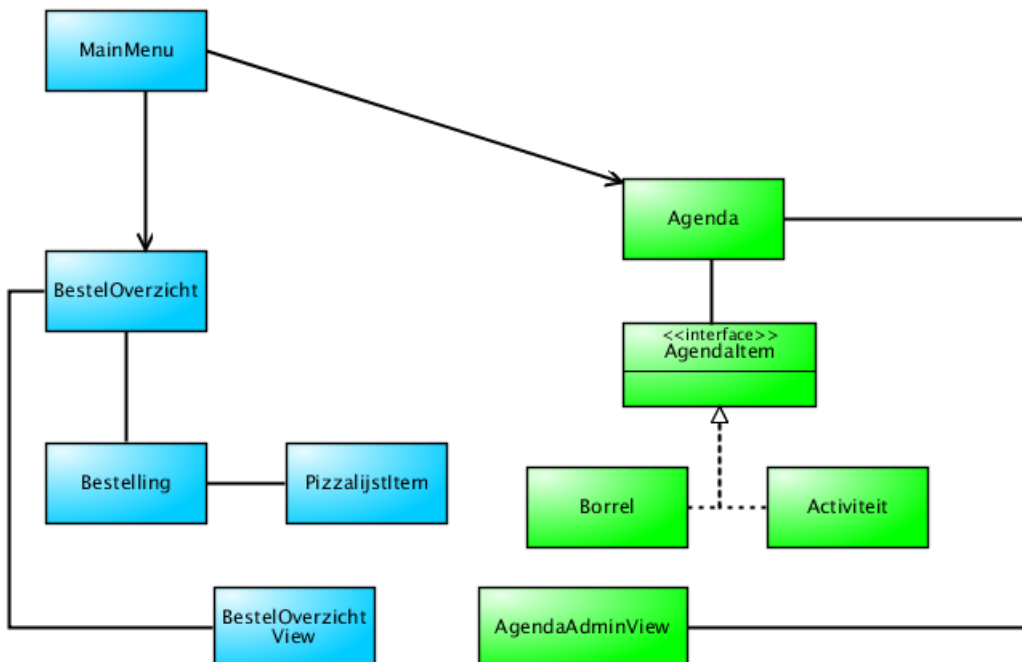 MainMenu
Agenda
BestelOverzicht
<<interface>>
AgendaItem
Bestelling
PizzalijstItem
Borrel
Activiteit
BestelOverzicht
View
AgendaAdminView